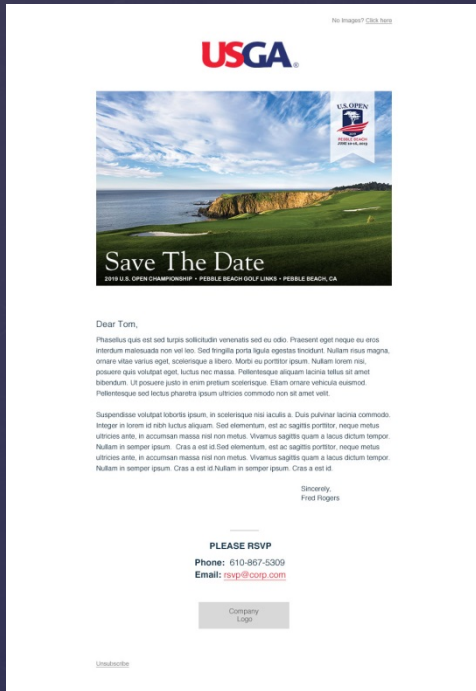 No Images? Click here
USGA®
U.S. OPEN
PEBBLE BEACH
JUNE 10-16, 2019
Save The Date
2019 U.S. OPEN CHAMPIONSHIP • PEBBLE BEACH GOLF LINKS • PEBBLE BEACH, CA
Dear Tom,
Phasellus quis est sed turpis sollicitudin venenatis sed eu odio. Praesent eget neque eu eros
interdum malesuada non vel leo. Sed fringilla porta ligula egestas tincidunt. Nullam risus magna,
ornare vitae varius eget, scelerisque a libero. Morbi eu porttitor ipsum. Nullam lorem nisi,
posuere quis volutpat eget, luctus nec massa. Pellentesque aliquam lacinia tellus sit amet
bibendum. Ut posuere justo in enim pretium scelerisque. Etiam ornare vehicula euismod.
Pellentesque sed lectus pharetra ipsum ultricies commodo non sit amet velit.
Suspendisse volutpat lobortis ipsum, in scelerisque nisi iaculis a. Duis pulvinar lacinia commodo.
Integer in lorem id nibh luctus aliquam. Sed elementum, est ac sagittis porttitor, neque metus
ultricies ante, in accumsan massa nisl non metus. Vivamus sagittis quam a lacus dictum tempor.
Nullam in semper ipsum. Cras a est id.Sed elementum, est ac sagittis porttitor, neque metus
ultricies ante, in accumsan massa nisl non metus. Vivamus sagittis quam a lacus dictum tempor.
Nullam in semper ipsum. Cras a est id.Nullam in semper ipsum. Cras a est id.
Sincerely,
Fred Rogers
PLEASE RSVP
Phone: 610-867-5309
Email: rsvp@corp.com
Company
Logo
Unsubscribe